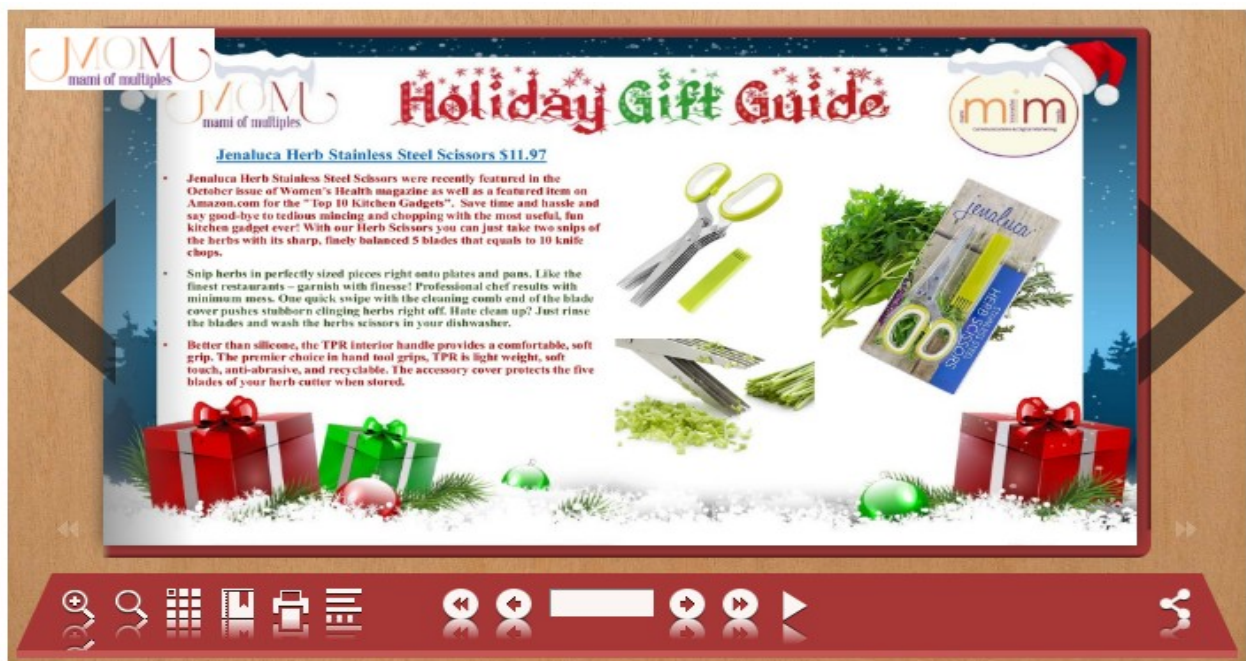 MOM
mami of multiples
MOM
mami of multiples
Holiday Gift Guide
mim
Jenaluca Herb Stainless Steel Scissors $11.97
• Jenaluca Herb Stainless Steel Scissors were recently featured in the
October issue of Women's Health magazine as well as a featured item on
Amazon.com for the "Top 10 Kitchen Gadgets". Save time and hassle and
say good-bye to tedious mincing and chopping with the most useful, fun
kitchen gadget ever! With our Herb Scissors you can just take two snips of
the herbs with its sharp, finely balanced 5 blades that equals to 10 knife
chops.
• Snip herbs in perfectly sized pieces right onto plates and pans. Like the
finest restaurants – garnish with finesse! Professional chef results with
minimum mess. One quick swipe with the cleaning comb end of the blade
cover pushes stubborn clinging herbs right off. Hate clean up? Just rinse
the blades and wash the herbs scissors in your dishwasher.
• Better than silicone, the TPR interior handle provides a comfortable, soft
grip. The premier choice in hand tool grips, TPR is light weight, soft
touch, anti-abrasive, and recyclable. The accessory cover protects the five
blades of your herb cutter when stored.
jenaluca
STAINLESS STEEL
HERB SCISSORS